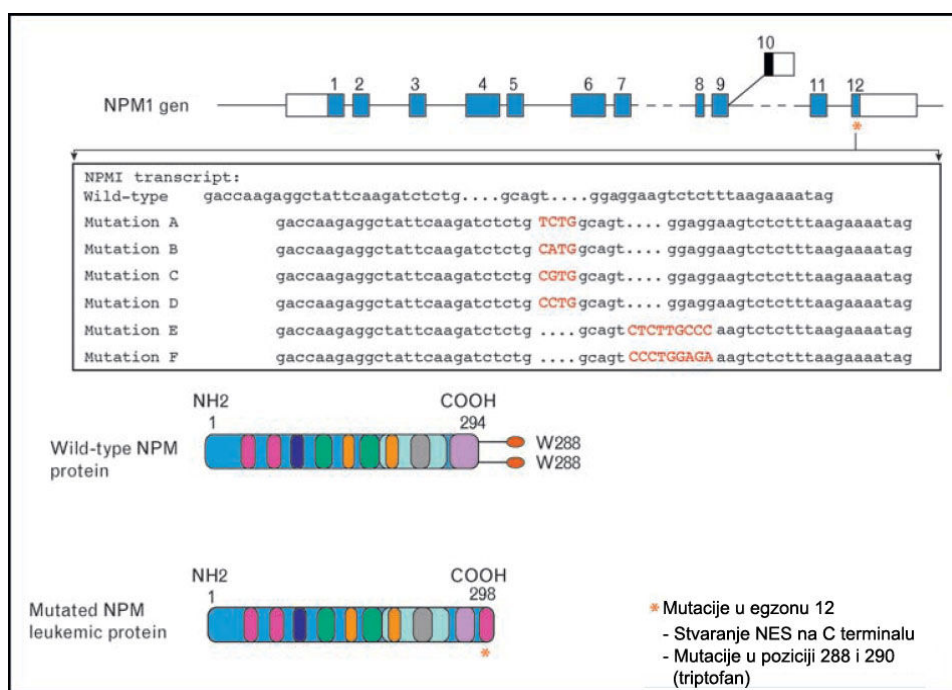 10
1 2 3 4 5 6 7 8 9 11 12
NPM1 gen
*
NPMI transcript:
Wild-type gaccaagaggctattcaagatctctg....gcagt....ggaggaagtctctttaagaaaatag
Mutation A gaccaagaggctattcaagatctctg TCTG gcagt....ggaggaagtctctttaagaaaatag
Mutation B gaccaagaggctattcaagatctctg CATG gcagt....ggaggaagtctctttaagaaaatag
Mutation C gaccaagaggctattcaagatctctg CGTG gcagt....ggaggaagtctctttaagaaaatag
Mutation D gaccaagaggctattcaagatctctg CCTG gcagt....ggaggaagtctctttaagaaaatag
Mutation E gaccaagaggctattcaagatctctg ....gcagt CTCTTGCCC aagtctctttaagaaaatag
Mutation F gaccaagaggctattcaagatctctg ....gcagt CCCTGGAGA aagtctctttaagaaaatag
NH2 COOH
1 294
Wild-type NPM
protein
W288
W288
NH2 COOH
1 298
Mutated NPM
leukemic protein
*
* Mutacije u egzonu 12
- Stvaranje NES na C terminalu
- Mutacije u poziciji 288 i 290
(triptofan)